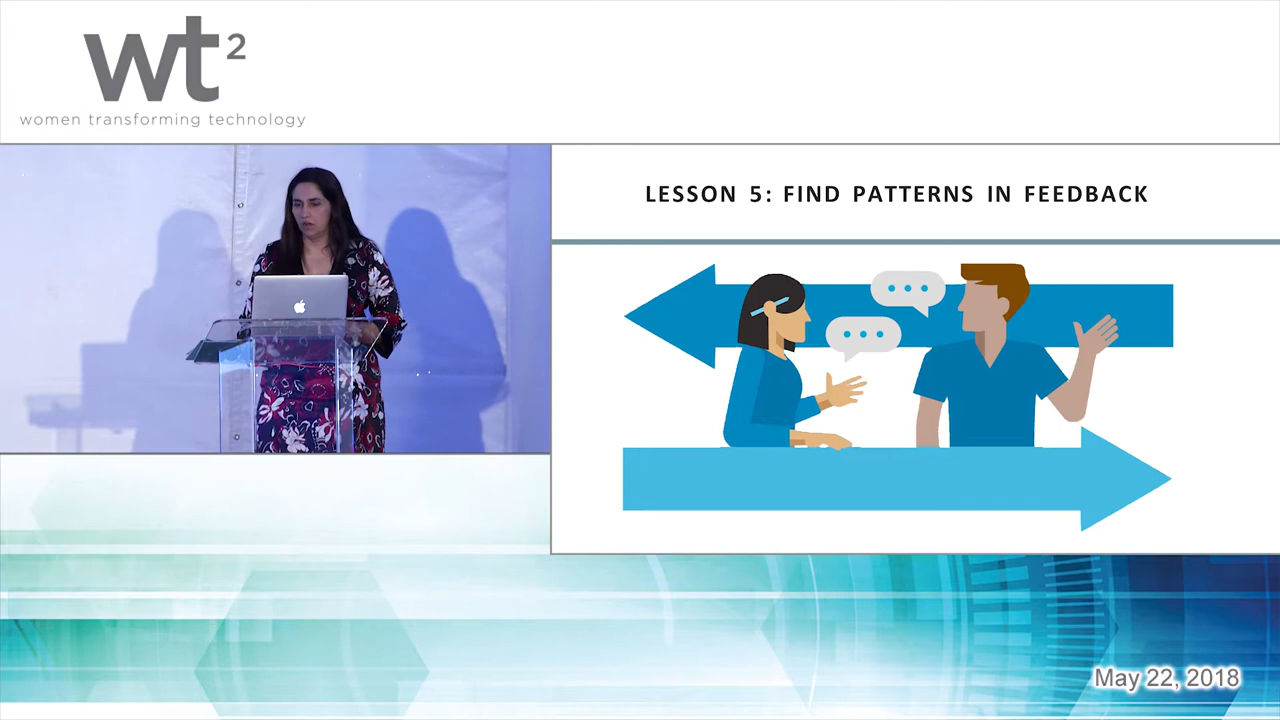 wt2
women transforming technology
LESSON 5: FIND PATTERNS IN FEEDBACK
May 22, 2018